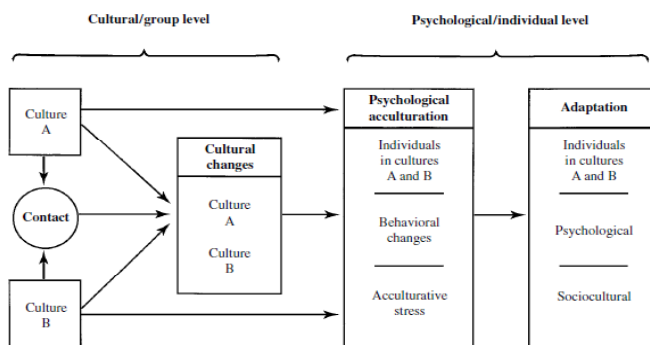 Cultural/group level
Psychological/individual level
Culture
A
Contact
Culture
B
Cultural
changes
Culture
A
Culture
B
Psychological
acculturation
Individuals
in cultures
A and B
Behavioral
changes
Acculturative
stress
Adaptation
Individuals
in cultures
A and B
Psychological
Sociocultural